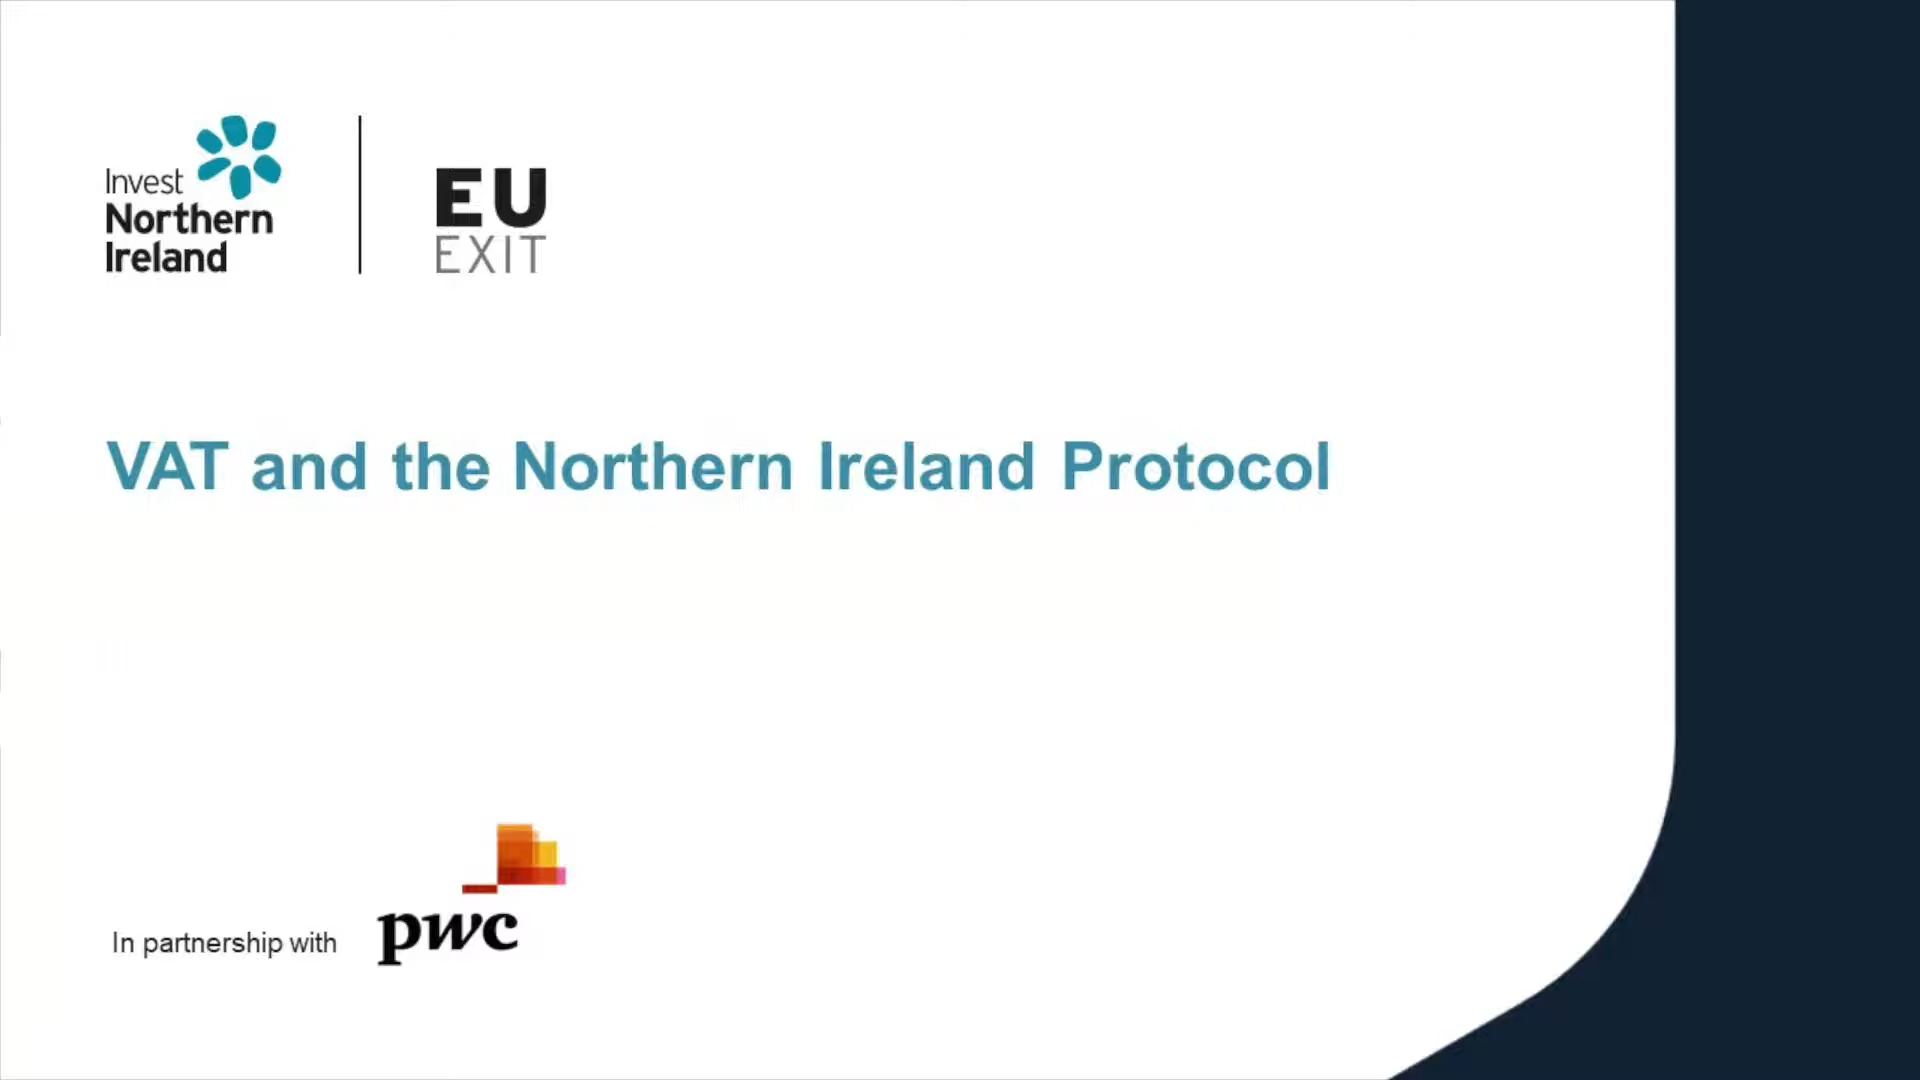 Invest
Northern
Ireland
EU
EXIT
VAT and the Northern Ireland Protocol
In partnership with
pwc